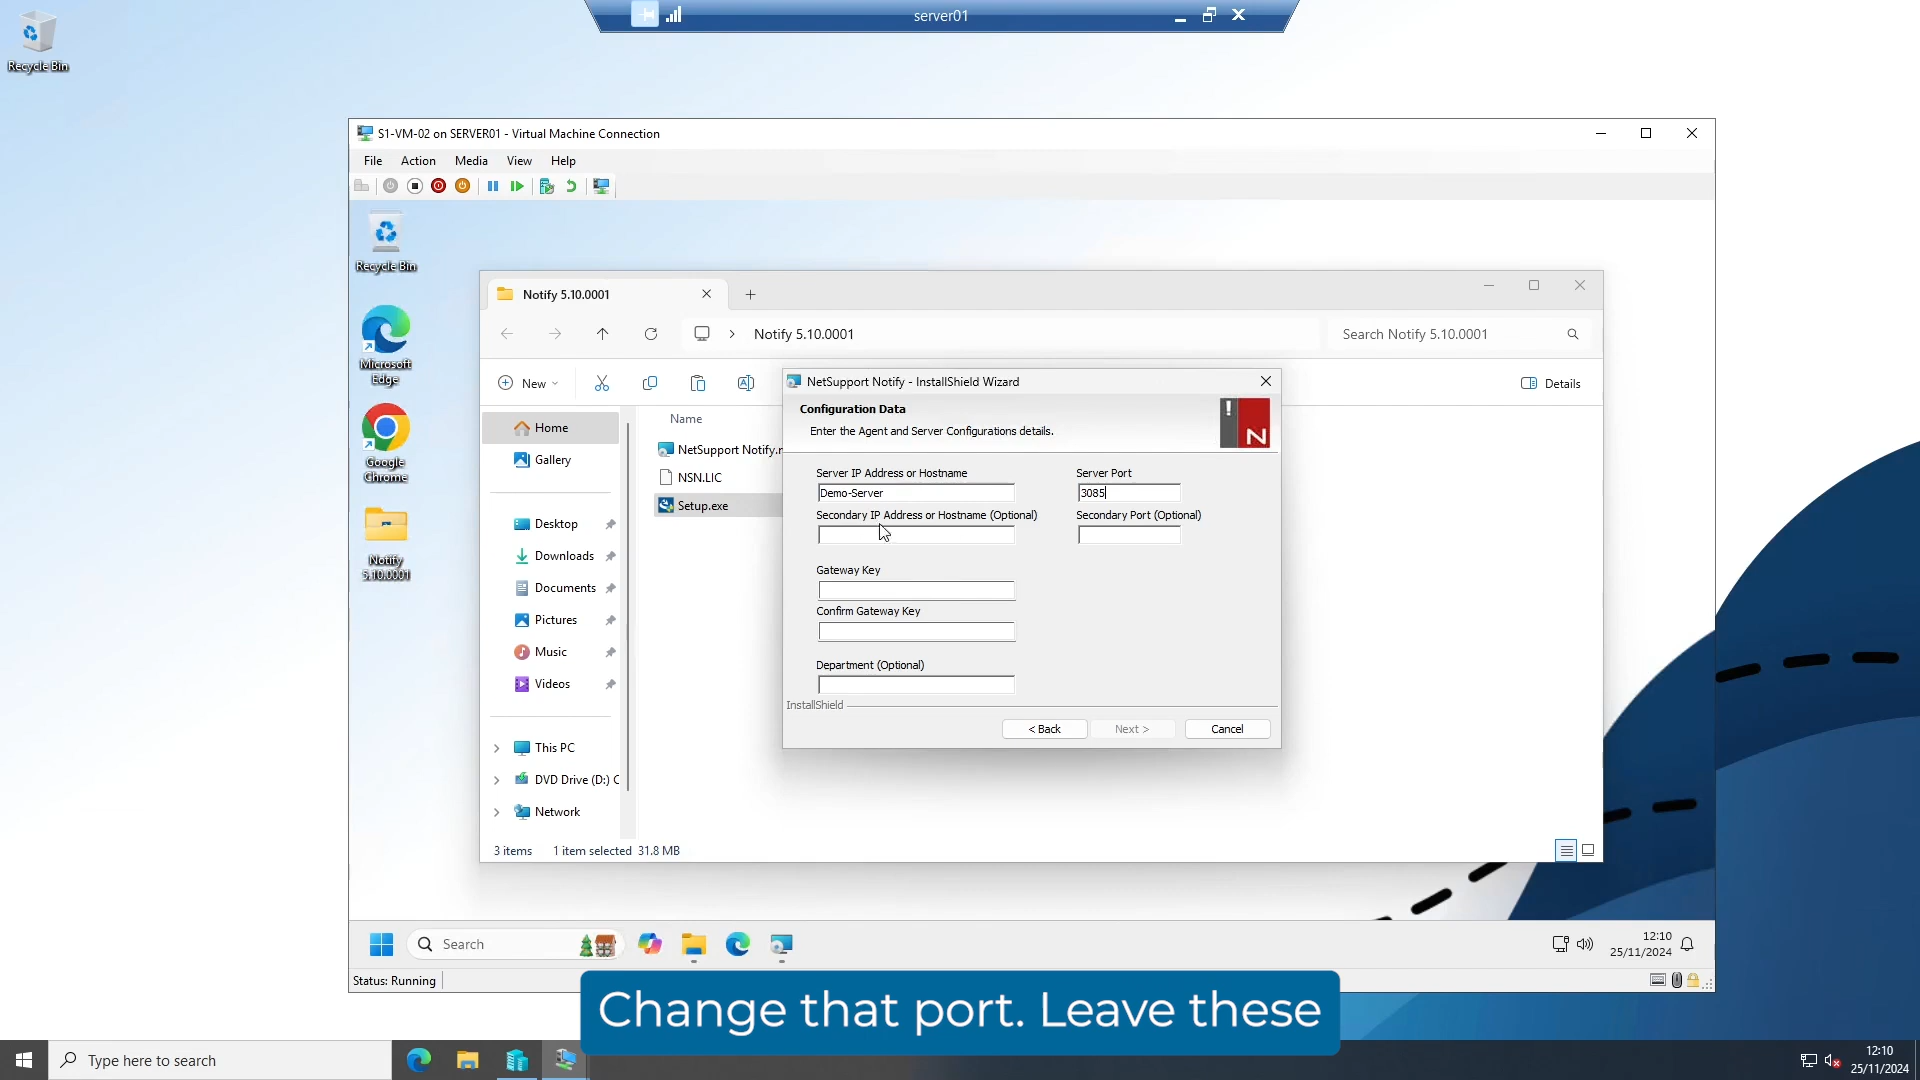 server01
Recycle Bin
S1-VM-02 on SERVER01 - Virtual Machine Connection
File Action Media View Help
Recycle Bin
Microsoft
Edge
Google
Chrome
Notify
5.10.0001
Notify 5.10.0001
Notify 5.10.0001
Search Notify 5.10.0001
New
Details
Home
Gallery
Desktop
Downloads
Documents
Pictures
Music
Videos
This PC
DVD Drive (D:) C
Network
Name
NetSupport Notify.
NSN.LIC
Setup.exe
3 items 1 item selected 31.8 MB
NetSupport Notify - InstallShield Wizard
Configuration Data
Enter the Agent and Server Configurations details.
N
Server IP Address or Hostname
Server Port
Demo-Server
3085
Secondary IP Address or Hostname (Optional)
Secondary Port (Optional)
Gateway Key
Confirm Gateway Key
Department (Optional)
InstallShield
< Back
Next >
Cancel
Search
12:10
25/11/2024
Status: Running
Change that port. Leave these
Type here to search
12:10
25/11/2024